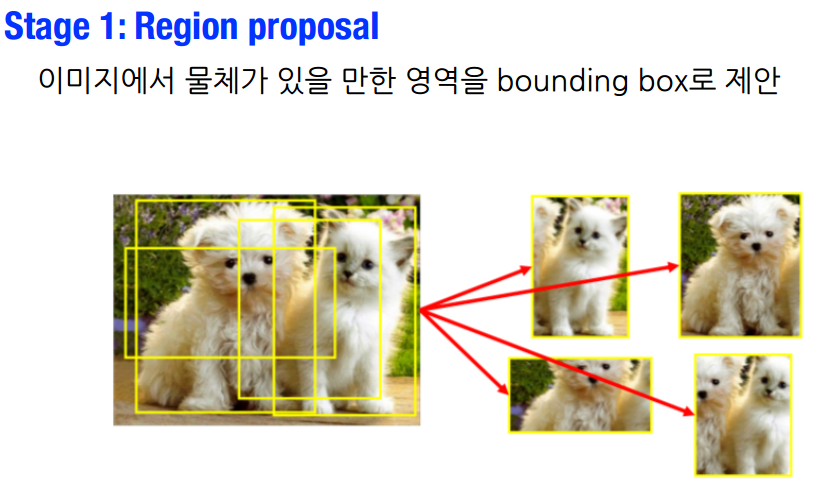 Stage 1: Region proposal
이미지에서 물체가 있을 만한 영역을 bounding box로 제안